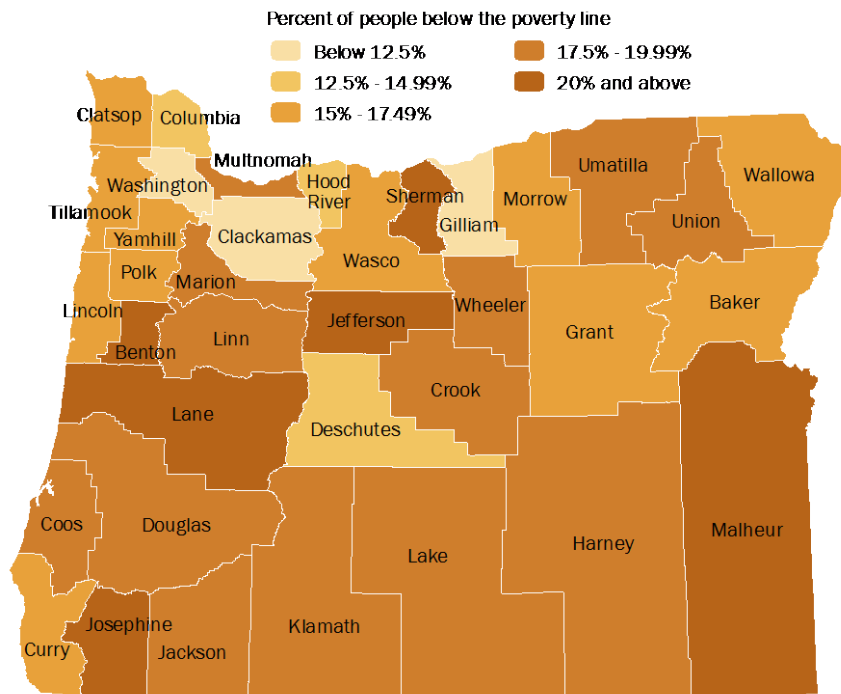 Percent of people below the poverty line
Below 12.5%
17.5% - 19.99%
12.5% - 14.99%
20% and above
15% - 17.49%
Clatsop
Columbia
Multnomah
Umatilla
Wallowa
Washington
Hood
River
Sherman
Morrow
Tillamook
Gilliam
Union
Yamhill
Clackamas
Wasco
Polk
Marion
Lincoln
Wheeler
Baker
Jefferson
Grant
Benton
Linn
Crook
Lane
Deschutes
Coos
Douglas
Malheur
Harney
Lake
Josephine
Klamath
Curry
Jackson